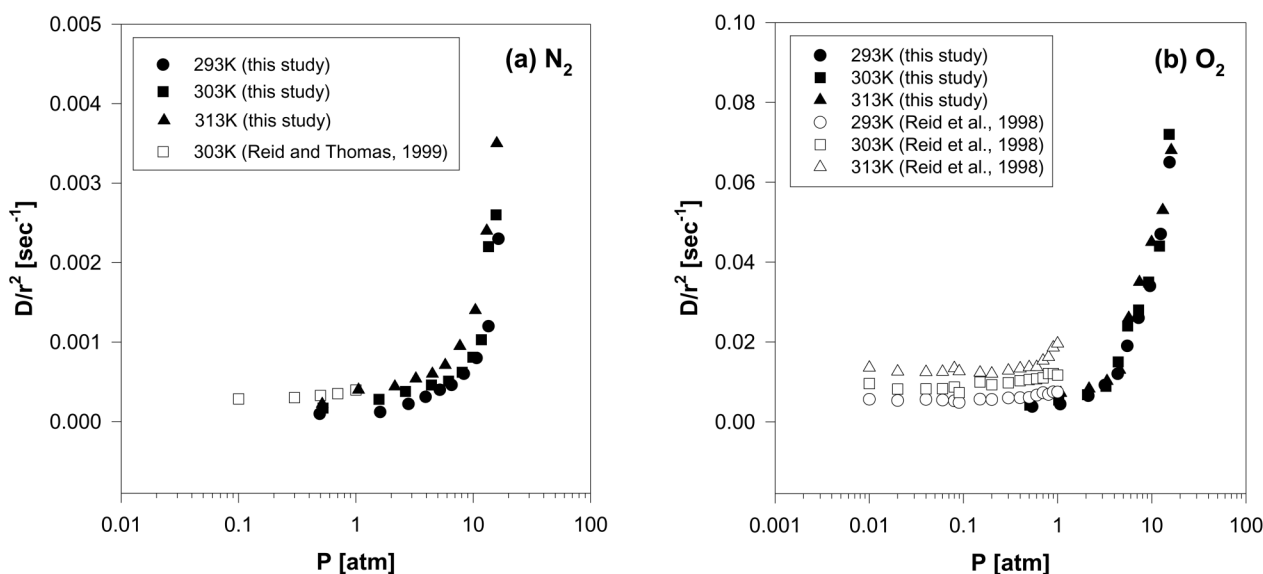 (a) N₂
293K (this study)
303K (this study)
313K (this study)
303K (Reid and Thomas, 1999)
0.005
0.004
0.003
0.002
0.001
0.000
D/r² [sec⁻¹]
0.01 0.1 1 10 100
P [atm]
(b) O₂
293K (this study)
303K (this study)
313K (this study)
293K (Reid et al., 1998)
303K (Reid et al., 1998)
313K (Reid et al., 1998)
0.10
0.08
0.06
0.04
0.02
0.00
D/r² [sec⁻¹]
0.001 0.01 0.1 1 10 100
P [atm]